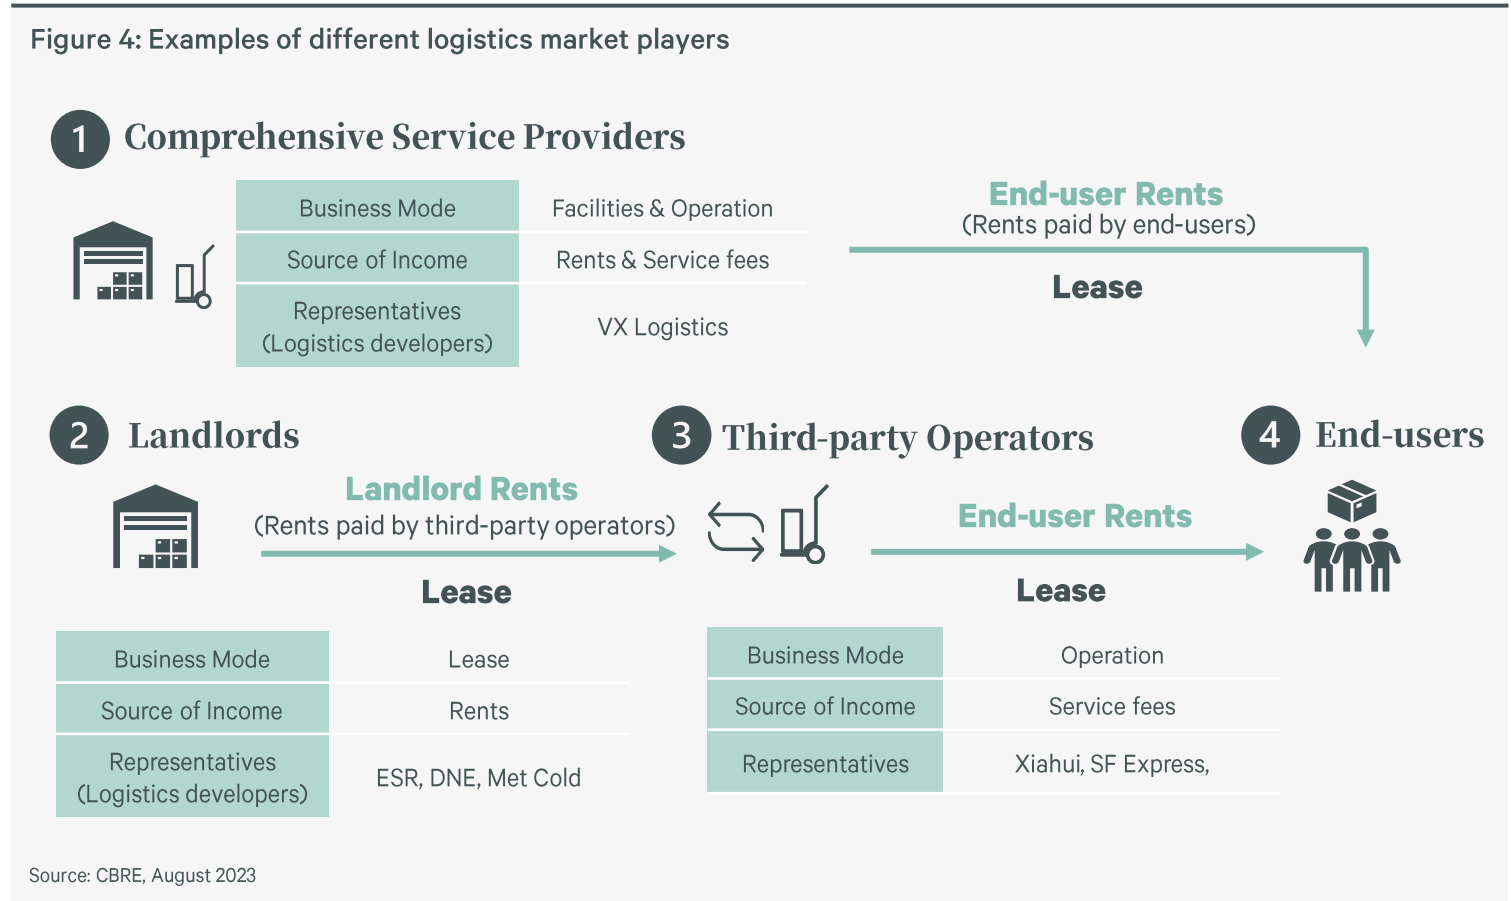 Figure 4: Examples of different logistics market players
1 Comprehensive Service Providers
Business Mode Facilities & Operation
Source of Income Rents & Service fees
Representatives
(Logistics developers)
VX Logistics
End-user Rents
(Rents paid by end-users)
Lease
2 Landlords
Landlord Rents
(Rents paid by third-party operators)
Lease
Business Mode Lease
Source of Income Rents
Representatives
(Logistics developers)
ESR, DNE, Met Cold
3 Third-party Operators
End-user Rents
Lease
Business Mode Operation
Source of Income Service fees
Representatives Xiahui, SF Express,
4 End-users
Source: CBRE, August 2023